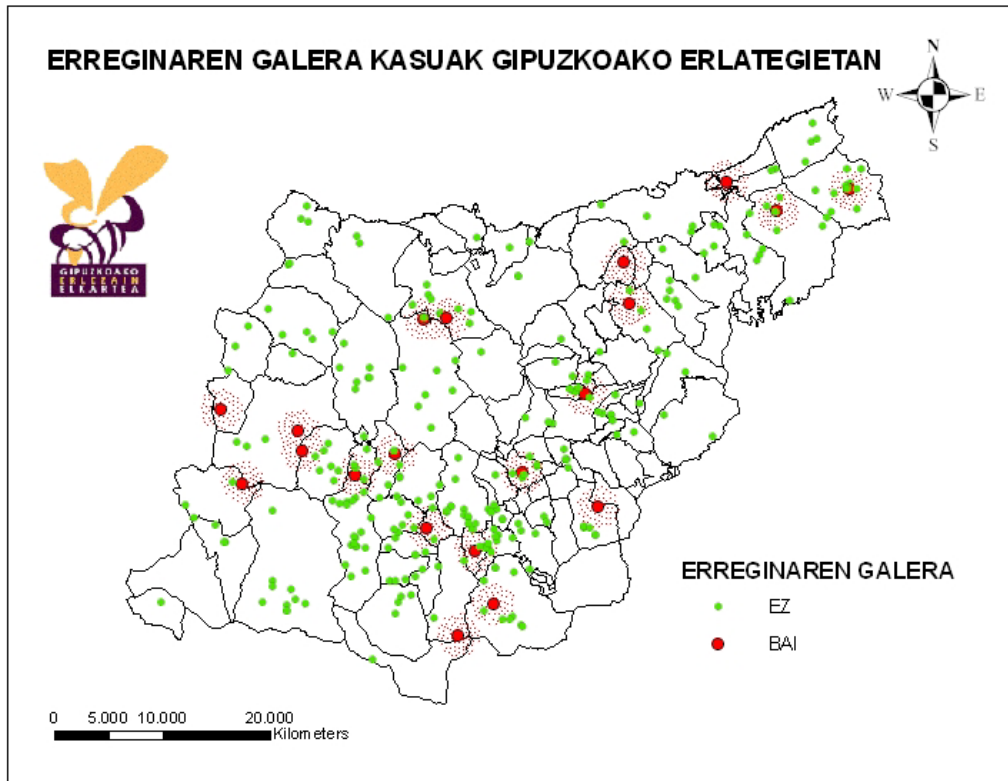 ERREGINAREN GALERA KASUAK GIPUZKOAKO ERLATEGIETAN
N
W E
S
GIPUZKOAKO
ERLEZAIN
ELKARTEA
ERREGINAREN GALERA
EZ
BAI
0 5.000 10.000 20.000
Kilometers